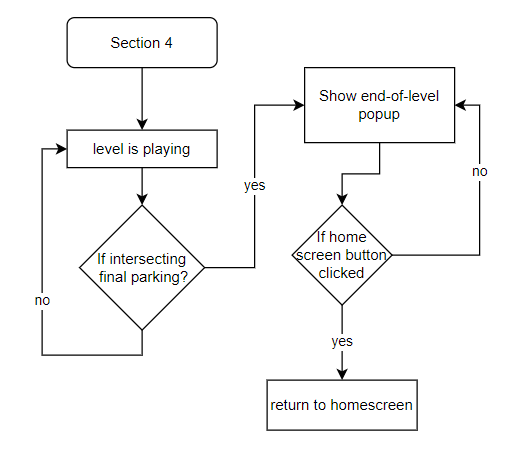 Section 4
level is playing
If intersecting
final parking?
no
yes
Show end-of-level
popup
no
If home
screen button
clicked
yes
return to homescreen